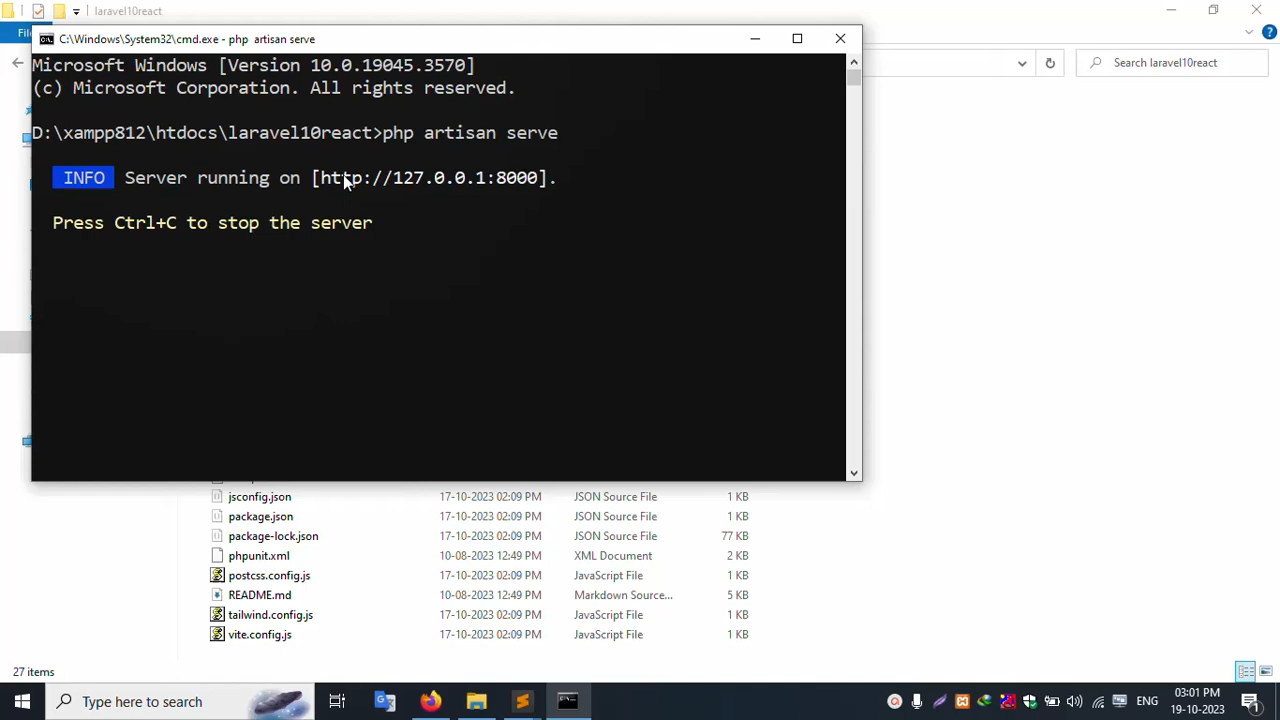 laravel10react
File
C:\Windows\System32\cmd.exe - php artisan serve
Search laravel10react
Microsoft Windows [Version 10.0.19045.3570]
(c) Microsoft Corporation. All rights reserved.
D:\xampp812\htdocs\laravel10react>php artisan serve
INFO Server running on [http://127.0.0.1:8000].
Press Ctrl+C to stop the server
jsconfig.json 17-10-2023 02:09 PM JSON Source File 1 KB
package.json 17-10-2023 02:09 PM JSON Source File 1 KB
package-lock.json 17-10-2023 02:09 PM JSON Source File 77 KB
phpunit.xml 10-08-2023 12:49 PM XML Document 2 KB
postcss.config.js 17-10-2023 02:09 PM JavaScript File 1 KB
README.md 10-08-2023 12:49 PM Markdown Source... 5 KB
tailwind.config.js 17-10-2023 02:09 PM JavaScript File 1 KB
vite.config.js 17-10-2023 02:09 PM JavaScript File 1 KB
27 items
Type here to search
ENG
03:01 PM
19-10-2023
1